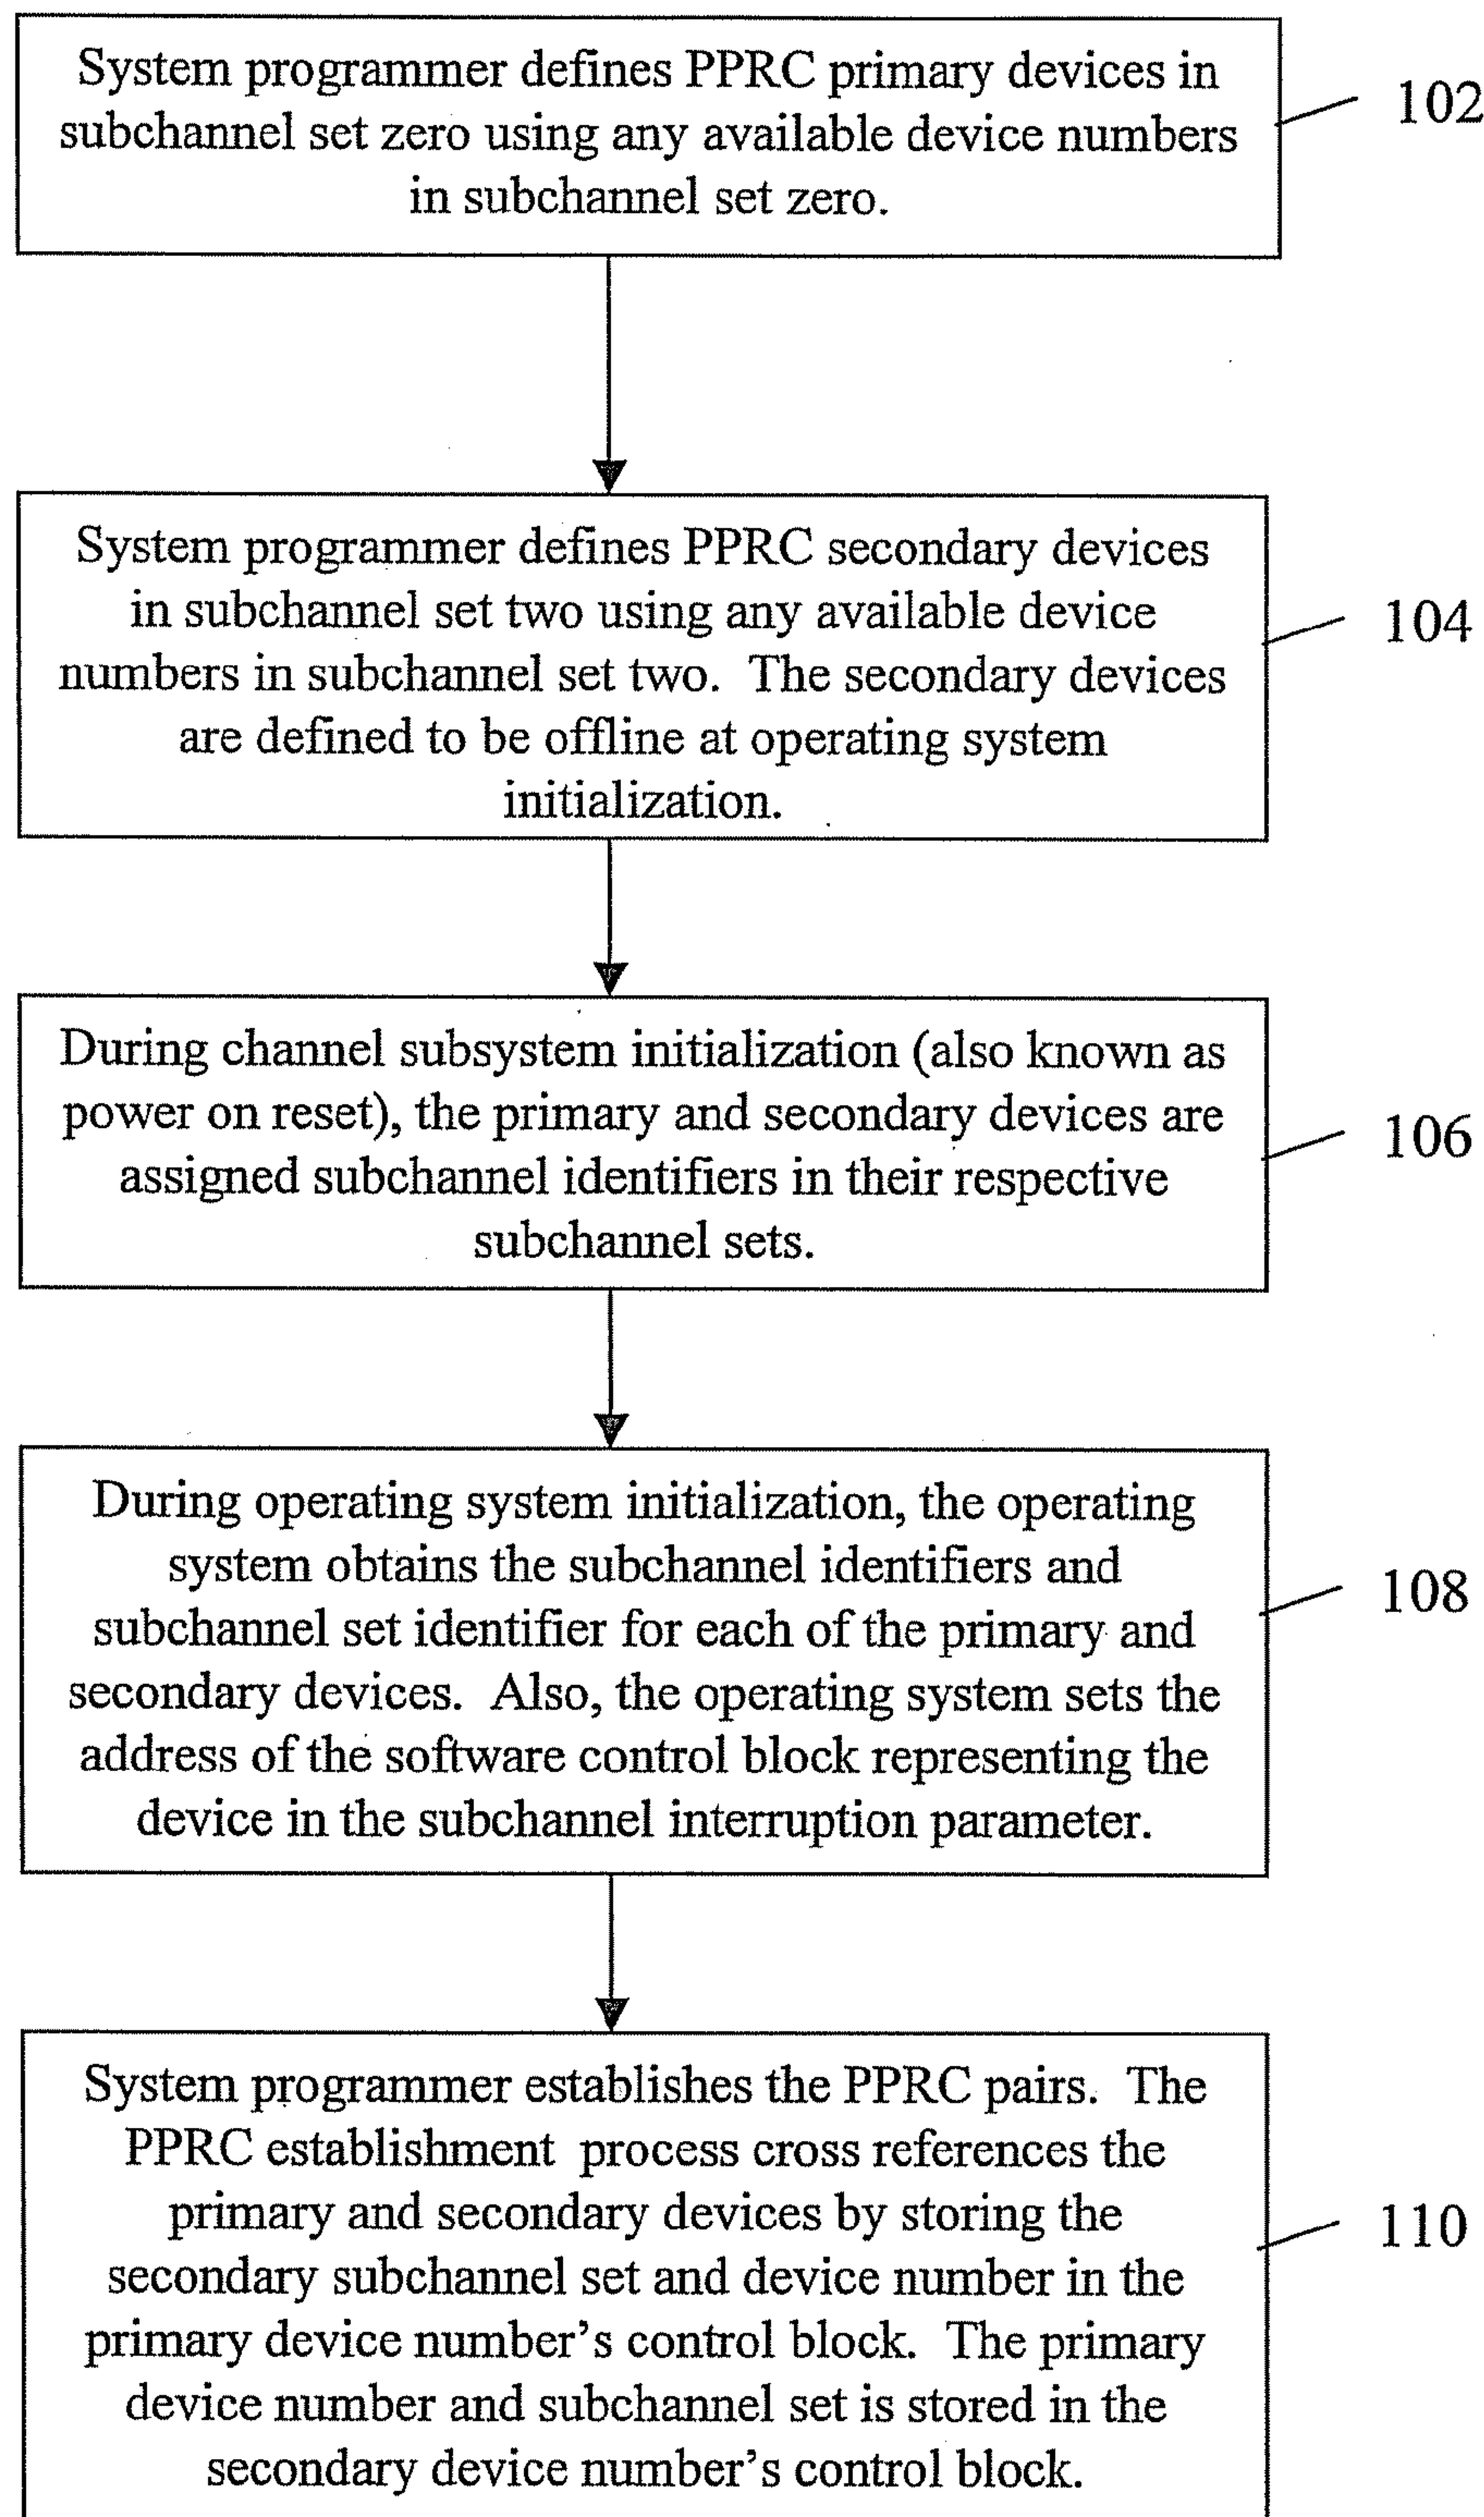 System programmer defines PPRC primary devices in
subchannel set zero using any available device numbers
in subchannel set zero.
102
System programmer defines PPRC secondary devices
in subchannel set two using any available device
numbers in subchannel set two.  The secondary devices
are defined to be offline at operating system
initialization.
104
During channel subsystem initialization (also known as
power on reset), the primary and secondary devices are
assigned subchannel identifiers in their respective
subchannel sets.
106
During operating system initialization, the operating
system obtains the subchannel identifiers and
subchannel set identifier for each of the primary and
secondary devices.  Also, the operating system sets the
address of the software control block representing the
device in the subchannel interruption parameter.
108
System programmer establishes the PPRC pairs.  The
PPRC establishment  process cross references the
primary and secondary devices by storing the
secondary subchannel set and device number in the
primary device number's control block.  The primary
device number and subchannel set is stored in the
secondary device number's control block.
110